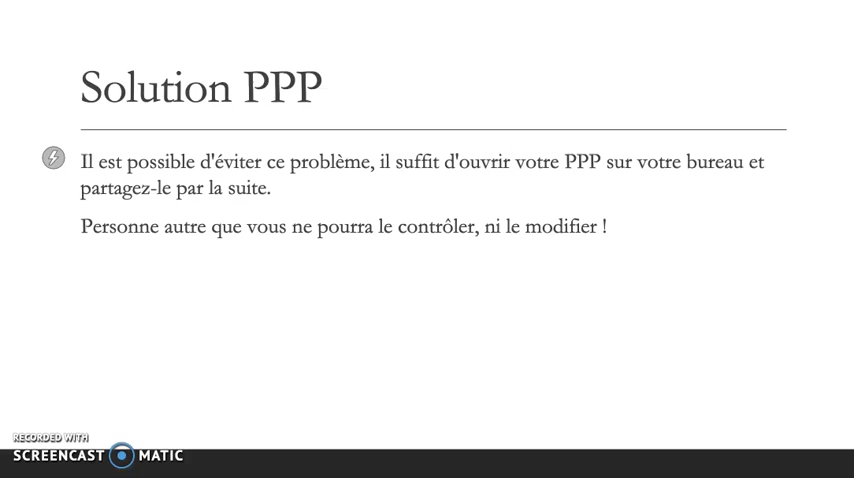 Solution PPP
Il est possible d'éviter ce problème, il suffit d'ouvrir votre PPP sur votre bureau et
partagez-le par la suite.
Personne autre que vous ne pourra le contrôler, ni le modifier !
RECORDED WITH
SCREENCAST MATIC